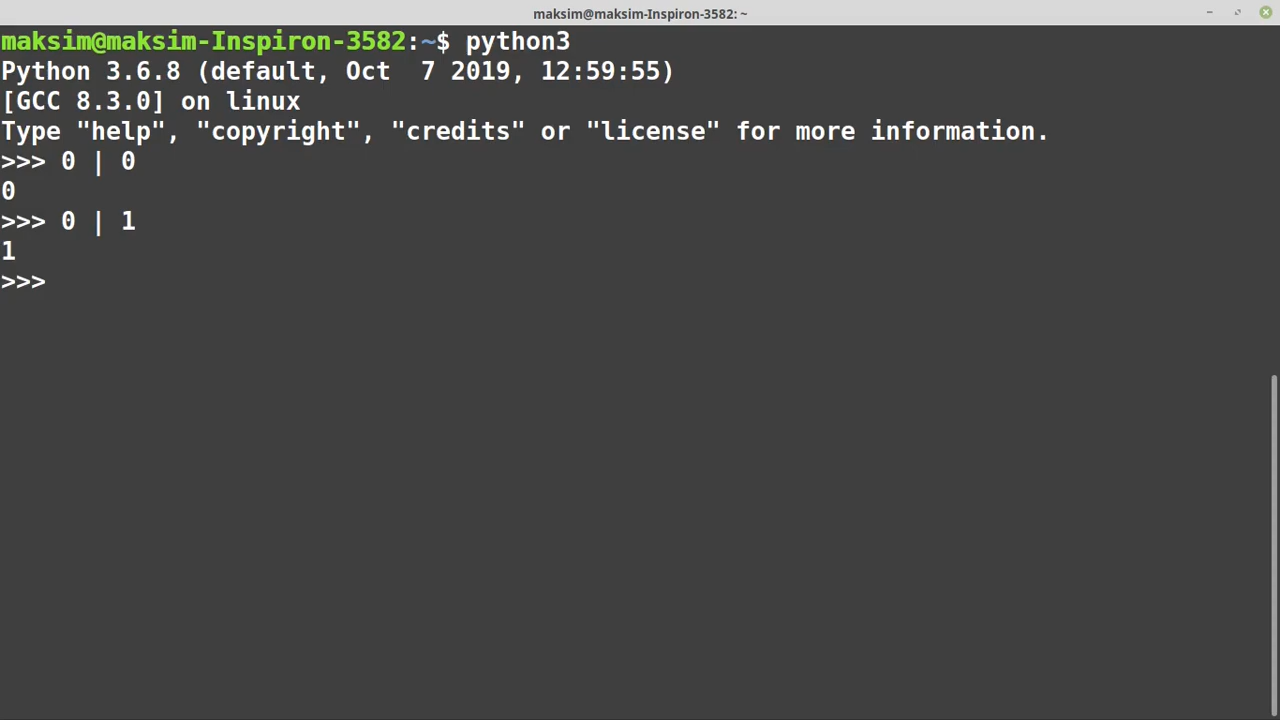 maksim@maksim-Inspiron-3582: ~
maksim@maksim-Inspiron-3582:~$ python3
Python 3.6.8 (default, Oct  7 2019, 12:59:55)
[GCC 8.3.0] on linux
Type "help", "copyright", "credits" or "license" for more information.
>>> 0 | 0
0
>>> 0 | 1
1
>>>